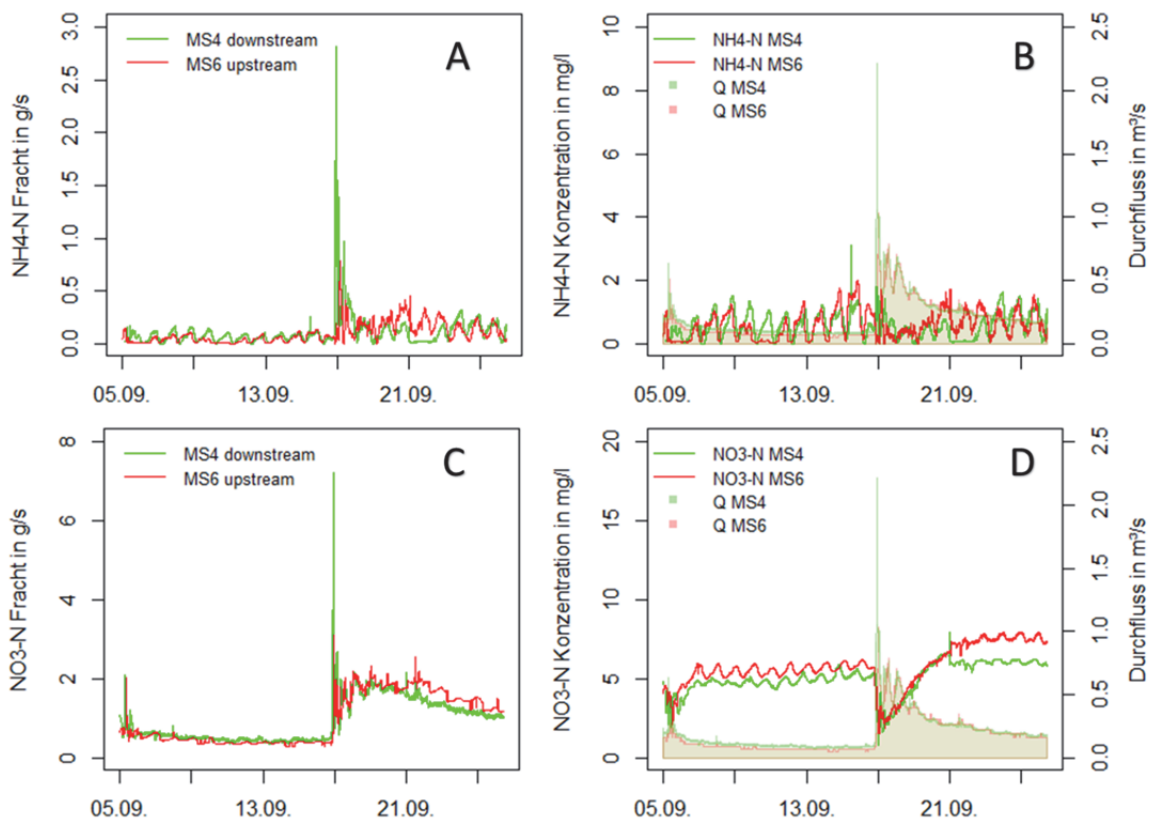 A
MS4 downstream
MS6 upstream
NH4-N Fracht in g/s
3.0
2.5
2.0
1.5
1.0
0.5
0.0
05.09.
13.09.
21.09.
B
NH4-N MS4
NH4-N MS6
Q MS4
Q MS6
NH4-N Konzentration in mg/l
10
8
6
4
2
0
Durchfluss in m³/s
2.5
2.0
1.5
1.0
0.5
0.0
05.09.
13.09.
21.09.
C
MS4 downstream
MS6 upstream
NO3-N Fracht in g/s
8
6
4
2
0
05.09.
13.09.
21.09.
D
NO3-N MS4
NO3-N MS6
Q MS4
Q MS6
NO3-N Konzentration in mg/l
20
15
10
5
0
Durchfluss in m³/s
2.5
2.0
1.5
1.0
0.5
0.0
05.09.
13.09.
21.09.